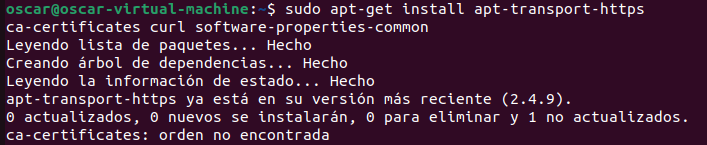 oscar@oscar-virtual-machine:~$ sudo apt-get install apt-transport-https
ca-certificates curl software-properties-common
Leyendo lista de paquetes... Hecho
Creando árbol de dependencias... Hecho
Leyendo la información de estado... Hecho
apt-transport-https ya está en su versión más reciente (2.4.9).
0 actualizados, 0 nuevos se instalarán, 0 para eliminar y 1 no actualizados.
ca-certificates: orden no encontrada